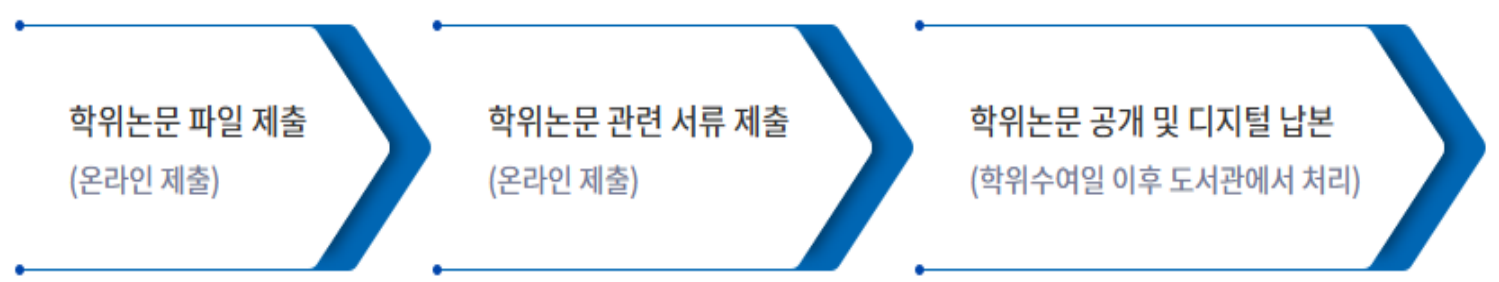 학위논문 파일 제출
(온라인 제출)
학위논문 관련 서류 제출
(온라인 제출)
학위논문 공개 및 디지털 납본
(학위수여일 이후 도서관에서 처리)